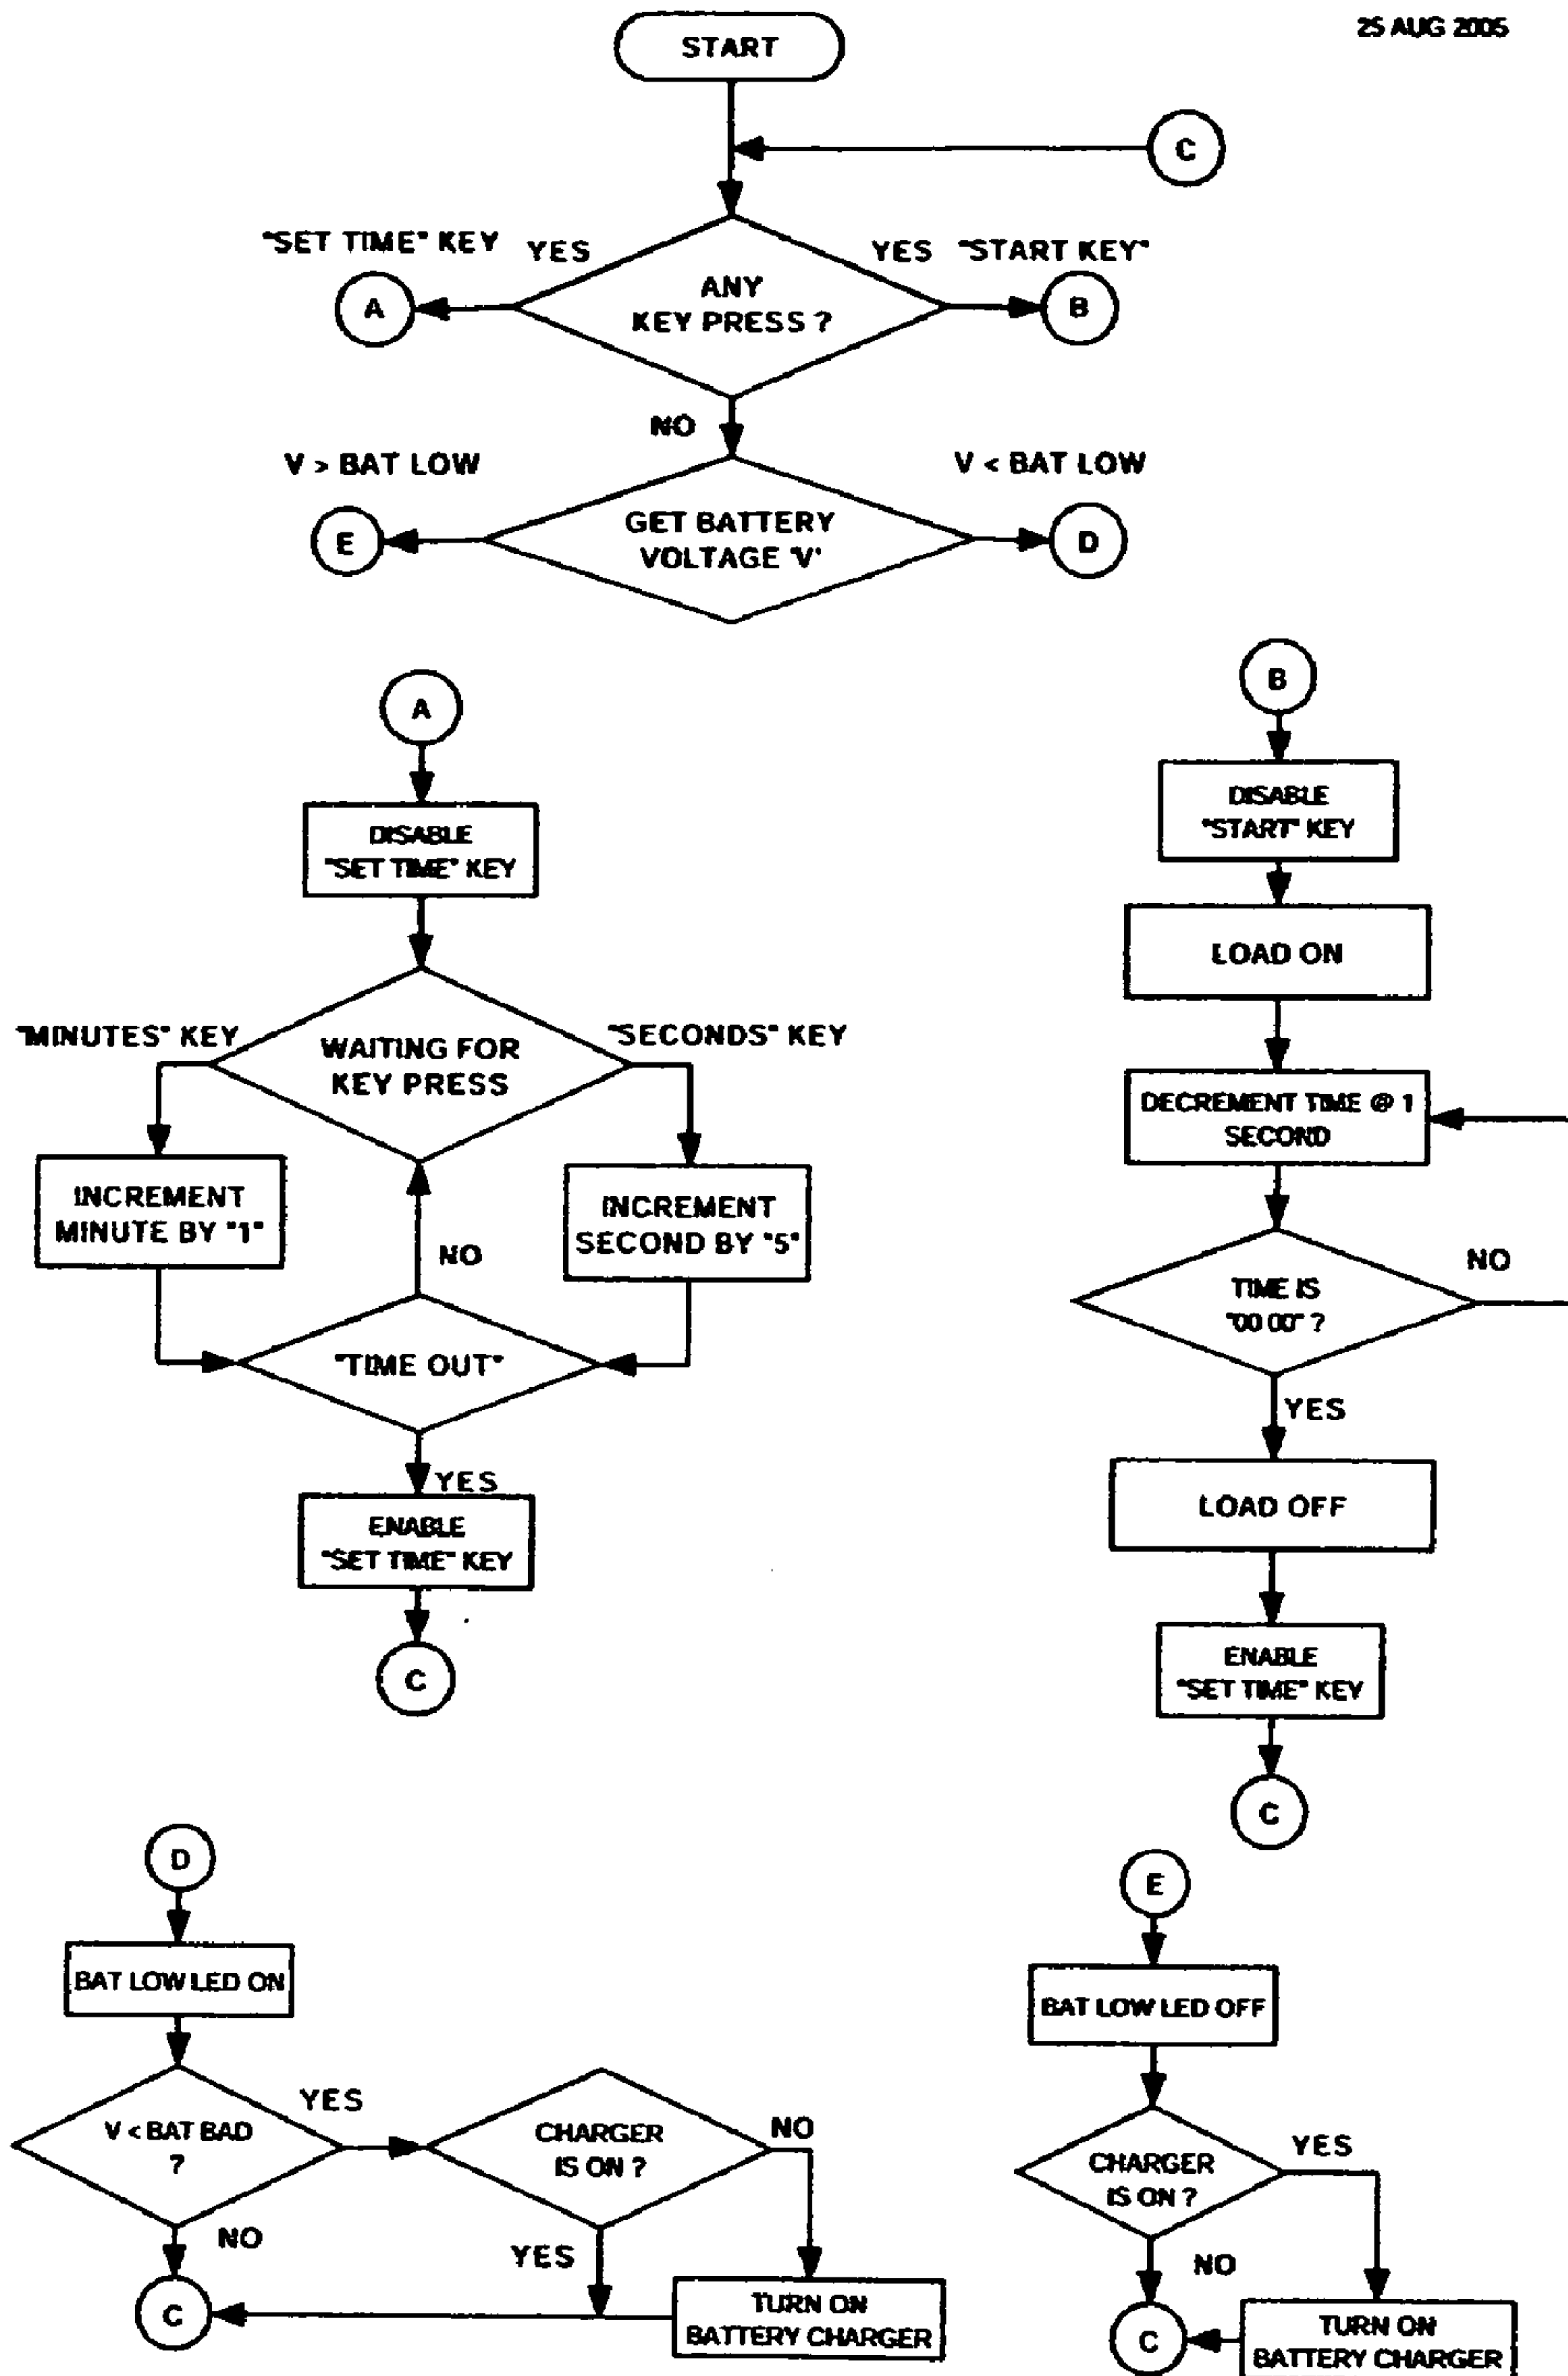 25 AUG 2005
START
C
"SET TIME" KEY
YES
YES
"START KEY"
A
ANY
KEY PRESS ?
B
NO
V > BAT LOW
V < BAT LOW
E
GET BATTERY
VOLTAGE 'V'
D
A
DISABLE
"SET TIME" KEY
"MINUTES" KEY
WAITING FOR
KEY PRESS
"SECONDS" KEY
INCREMENT
MINUTE BY "1"
INCREMENT
SECOND BY "5"
NO
"TIME OUT"
YES
ENABLE
"SET TIME" KEY
C
B
DISABLE
"START" KEY
LOAD ON
DECREMENT TIME @ 1
SECOND
TIME IS
"00 00" ?
NO
YES
LOAD OFF
ENABLE
"SET TIME" KEY
C
D
BAT LOW LED ON
V < BAT BAD
?
YES
CHARGER
IS ON ?
NO
NO
YES
C
TURN ON
BATTERY CHARGER
E
BAT LOW LED OFF
CHARGER
IS ON ?
YES
NO
C
TURN ON
BATTERY CHARGER